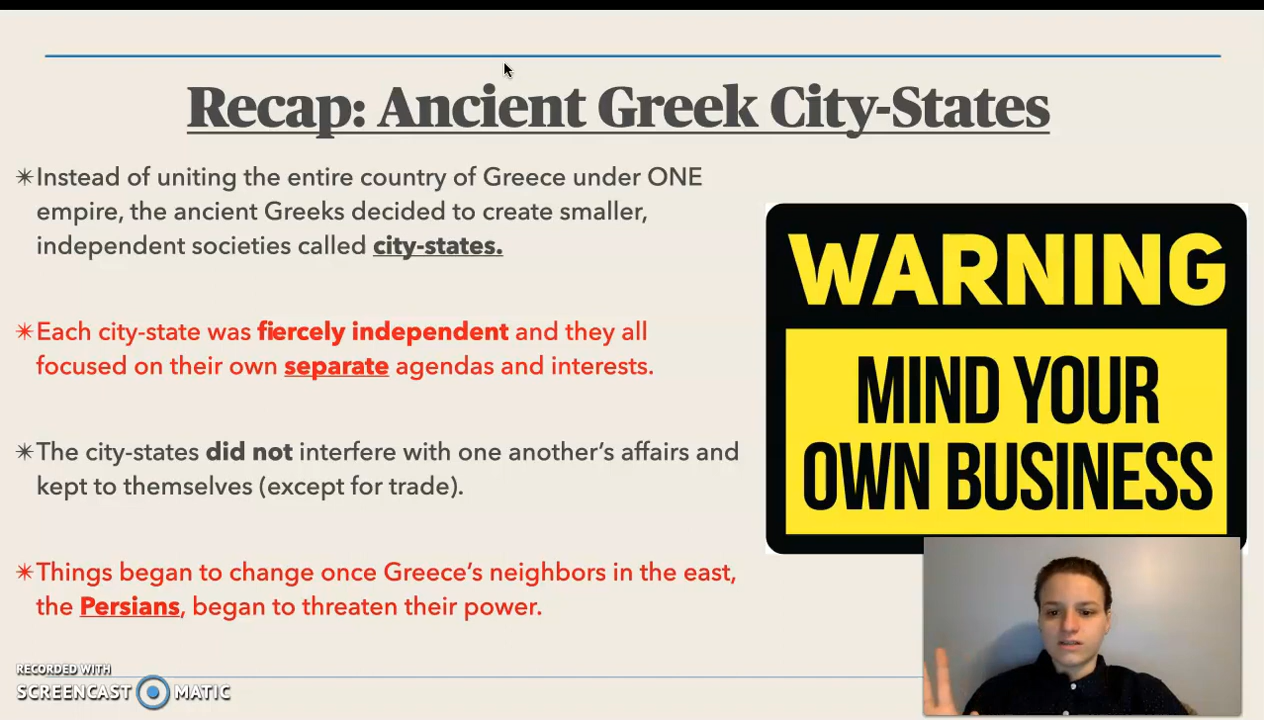 Recap: Ancient Greek City-States
✴Instead of uniting the entire country of Greece under ONE
empire, the ancient Greeks decided to create smaller,
independent societies called city-states.
✴Each city-state was fiercely independent and they all
focused on their own separate agendas and interests.
✴The city-states did not interfere with one another’s affairs and
kept to themselves (except for trade).
✴Things began to change once Greece’s neighbors in the east,
the Persians, began to threaten their power.
WARNING
MIND YOUR
OWN BUSINESS
RECORDED WITH
SCREENCAST MATIC